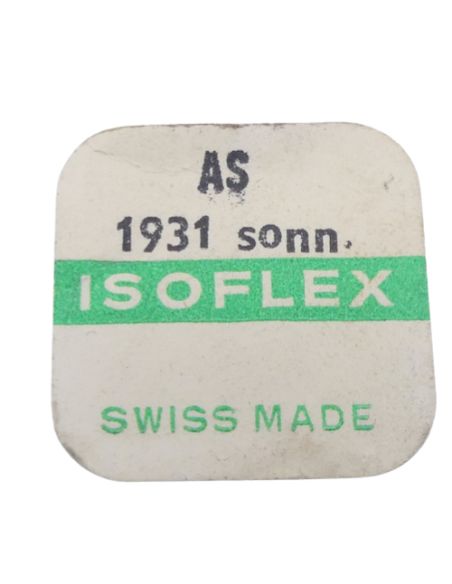 AS
1931 sonn.
ISOFLEX
SWISS MADE